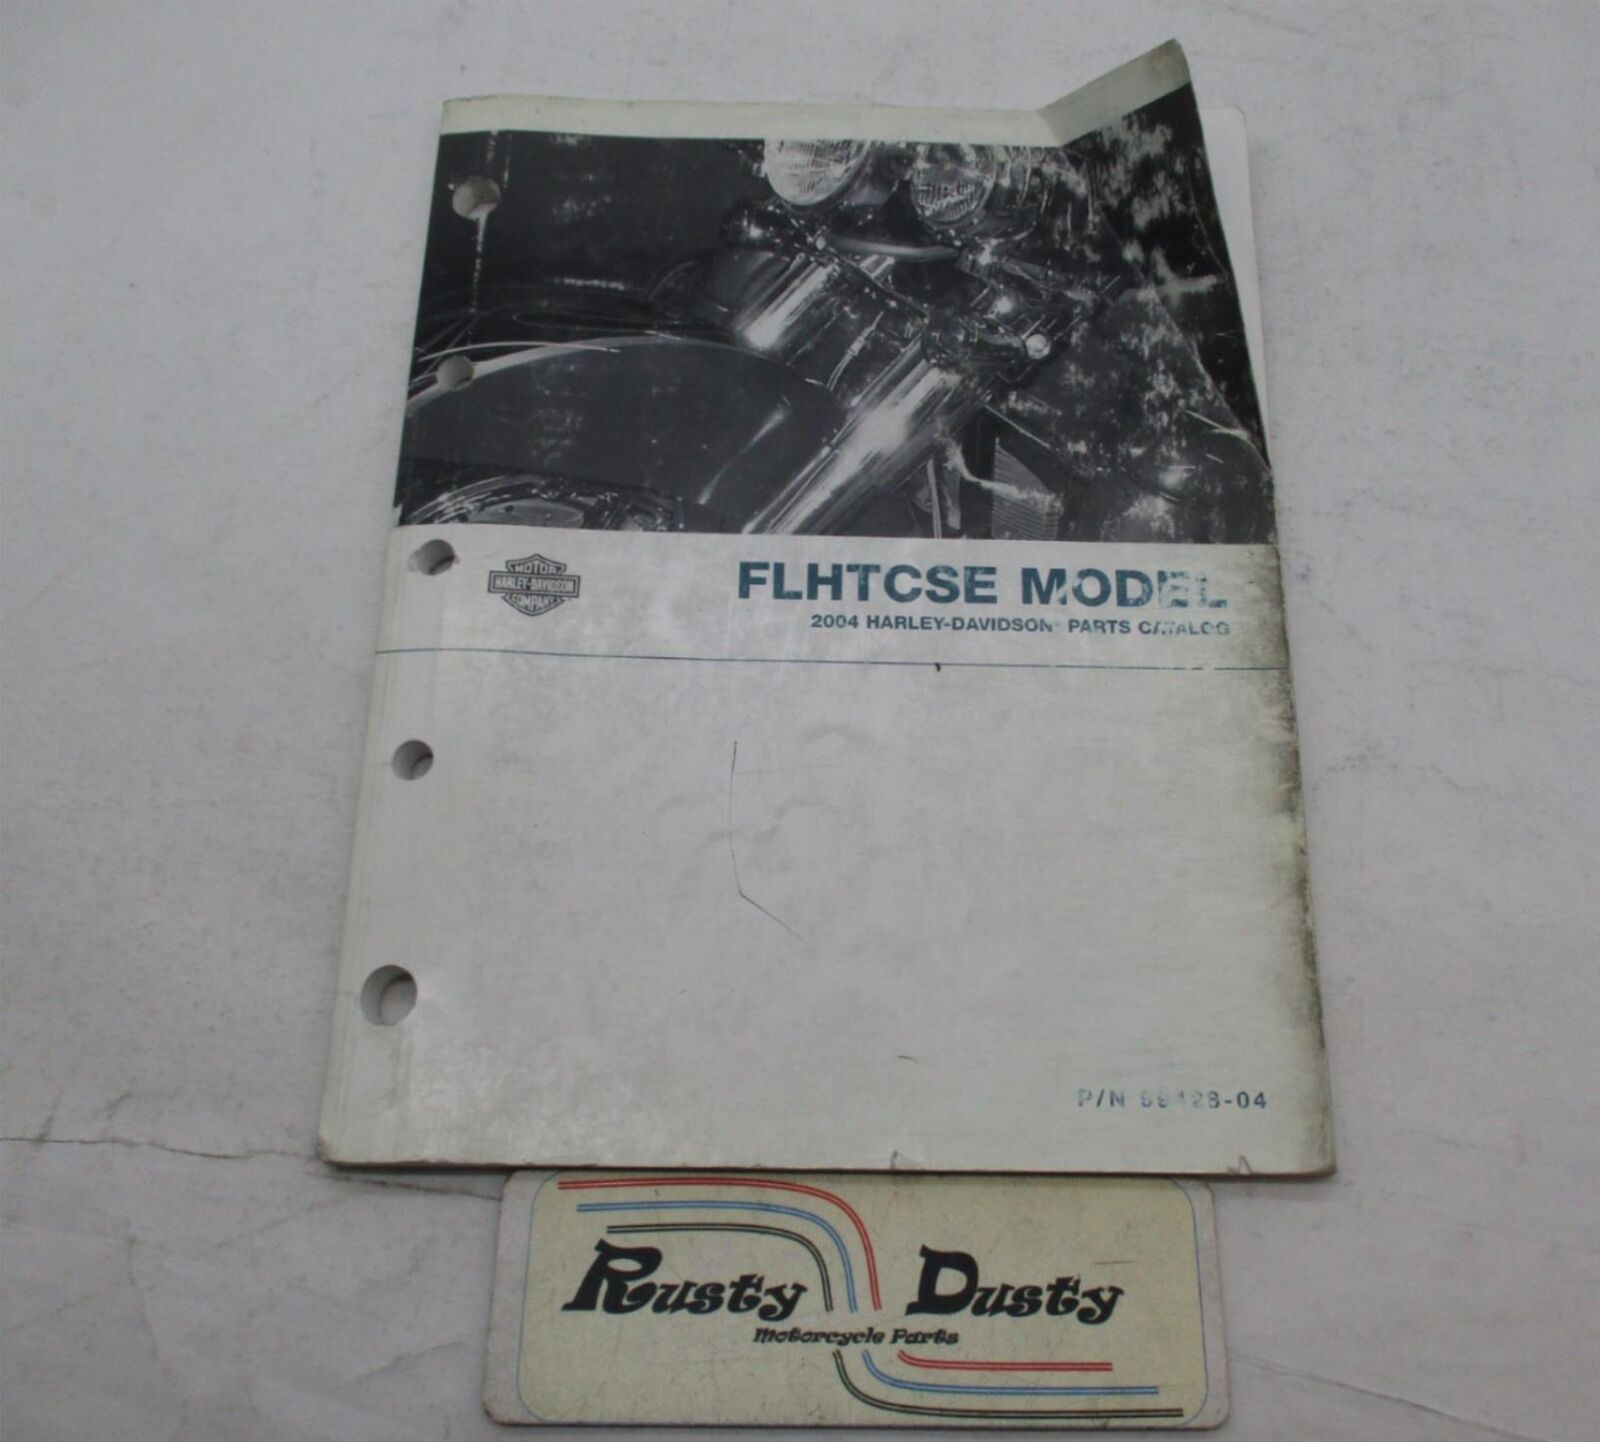 MOTOR
HARLEY-DAVIDSON
COMPANY
FLHTCSE MODEL
2004 HARLEY-DAVIDSON PARTS CATALOG
P/N 99428-04
Rusty Dusty
Motorcycle Parts